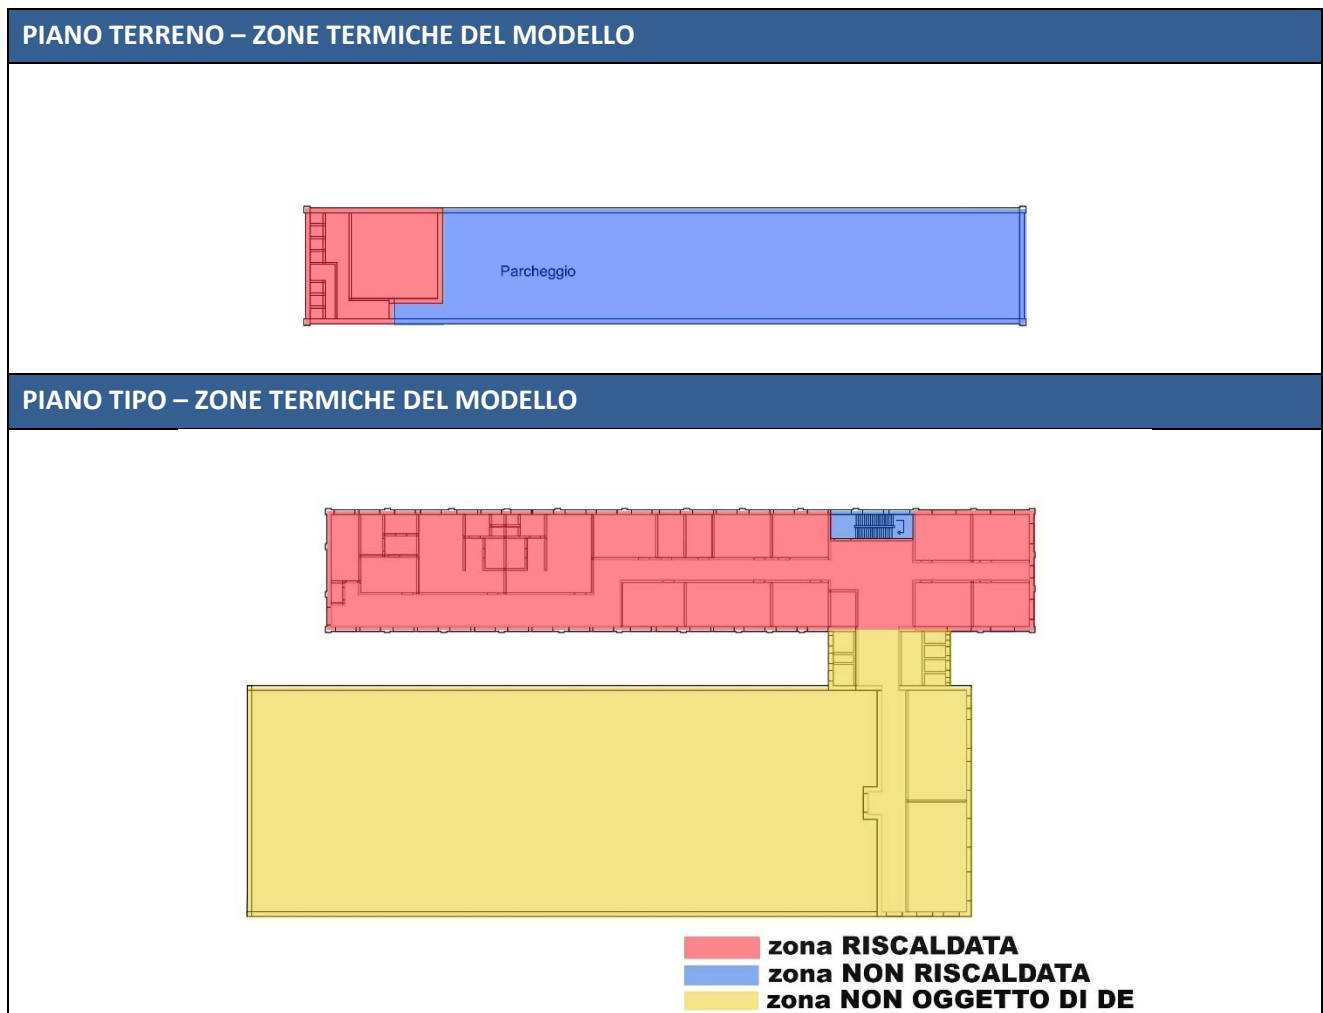 PIANO TERRENO – ZONE TERMICHE DEL MODELLO
Parcheggio
PIANO TIPO – ZONE TERMICHE DEL MODELLO
zona RISCALDATA
zona NON RISCALDATA
zona NON OGGETTO DI DE